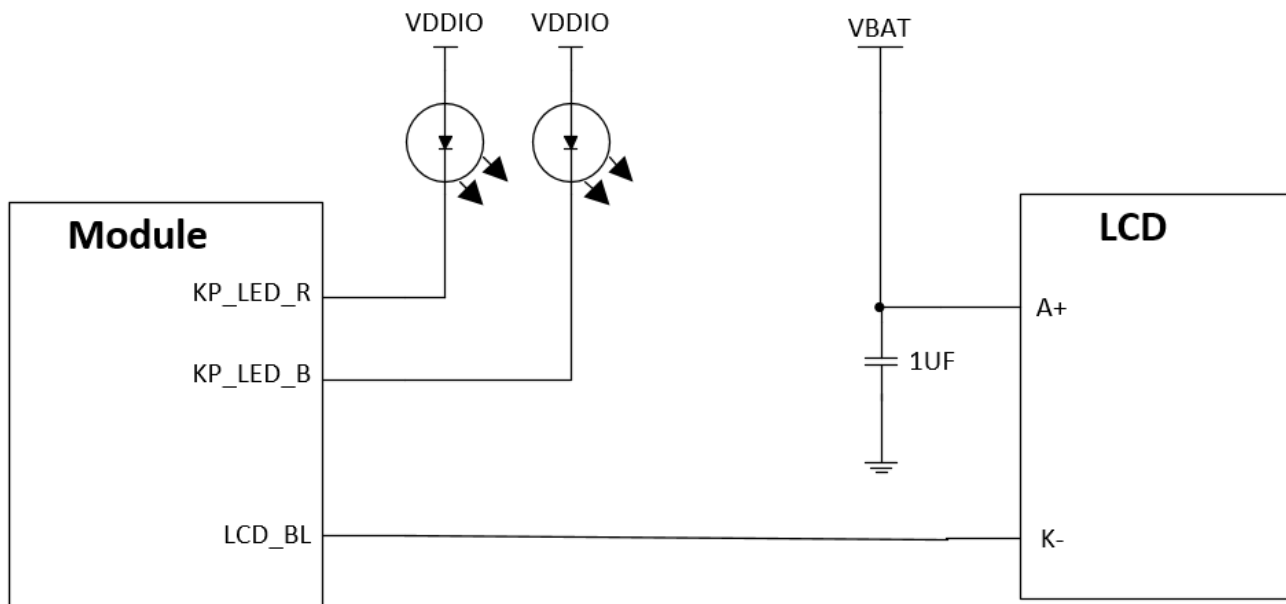 VDDIO
VDDIO
VBAT
Module
LCD
KP_LED_R
A+
1UF
KP_LED_B
LCD_BL
K-